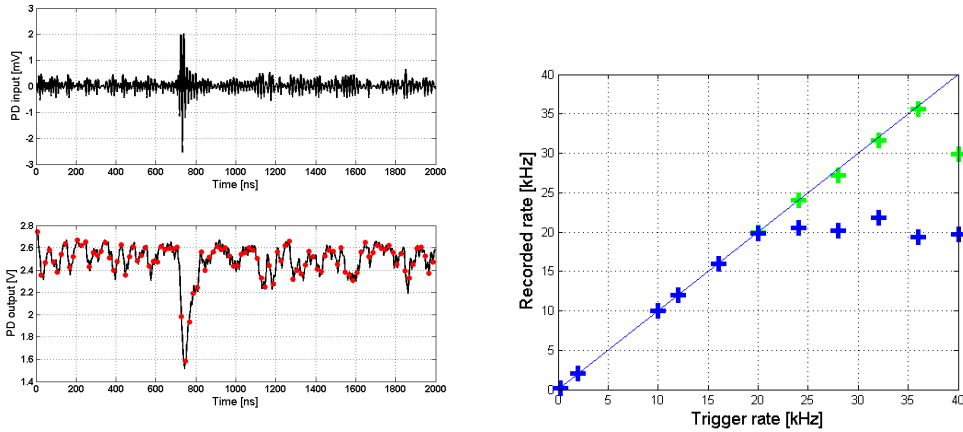 3
2
1
0
-1
-2
-3
PD input [mV]
0 200 400 600 800 1000 1200 1400 1600 1800 2000
Time [ns]
2.8
2.6
2.4
2.2
2
1.8
1.6
1.4
PD output [V]
0 200 400 600 800 1000 1200 1400 1600 1800 2000
Time [ns]
40
35
30
25
20
15
10
5
0
Recorded rate [kHz]
0 5 10 15 20 25 30 35 40
Trigger rate [kHz]